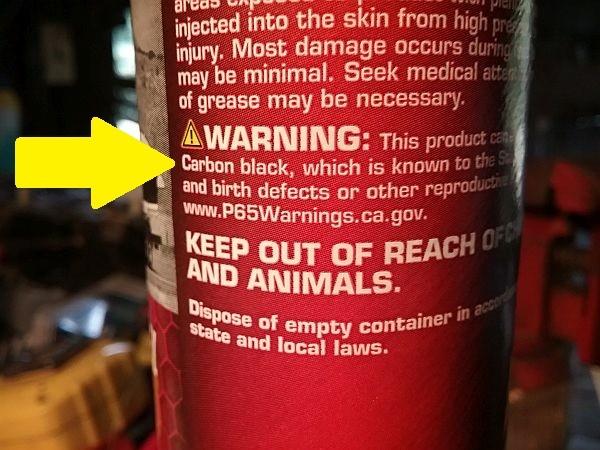 areas
injected into the skin from high
injury. Most damage occurs during
may be minimal. Seek medical
of grease may be necessary.
WARNING: This product can
Carbon black, which is known to the
and birth defects or other reproductive
www.P65Warnings.ca.gov.
KEEP OUT OF REACH OF
AND ANIMALS.
Dispose of empty container in
state and local laws.